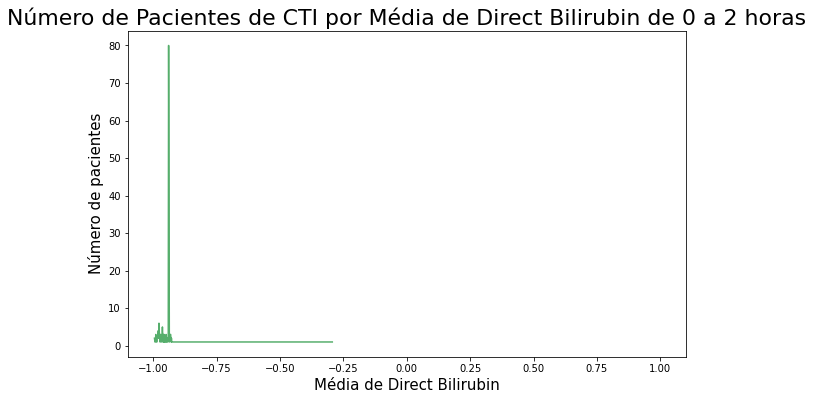 Número de Pacientes de CTI por Média de Direct Bilirubin de 0 a 2 horas
Número de pacientes
80
70
60
50
40
30
20
10
0
−1.00 −0.75 −0.50 −0.25 0.00 0.25 0.50 0.75 1.00
Média de Direct Bilirubin